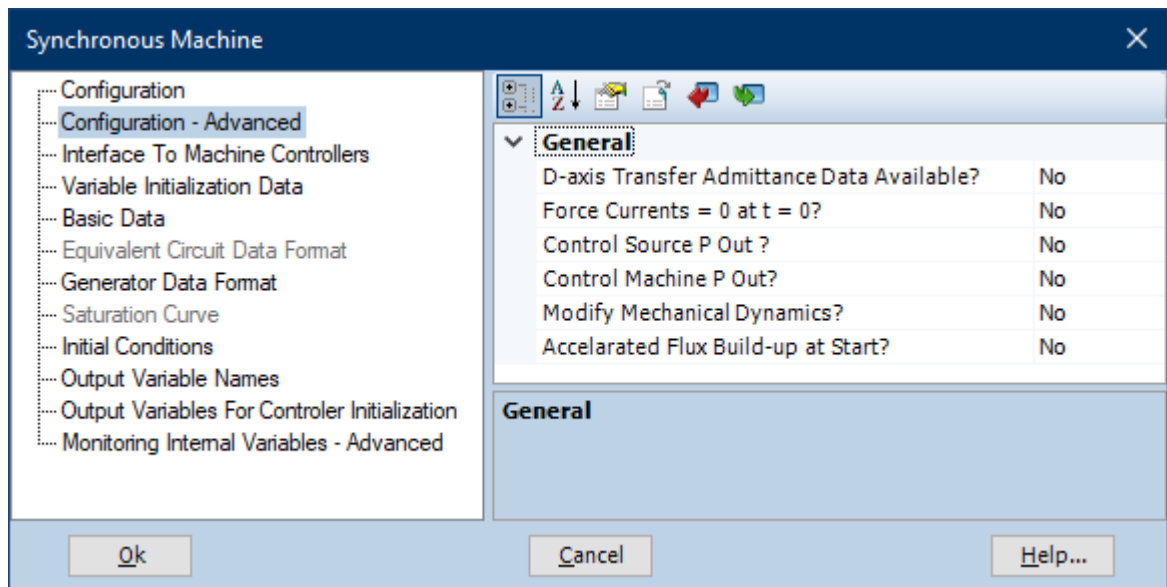 Synchronous Machine
Configuration
Configuration - Advanced
Interface To Machine Controllers
Variable Initialization Data
Basic Data
Equivalent Circuit Data Format
Generator Data Format
Saturation Curve
Initial Conditions
Output Variable Names
Output Variables For Controler Initialization
Monitoring Internal Variables - Advanced
General
D-axis Transfer Admittance Data Available? No
Force Currents = 0 at t = 0? No
Control Source P Out ? No
Control Machine P Out? No
Modify Mechanical Dynamics? No
Accelarated Flux Build-up at Start? No
General
Ok Cancel Help...